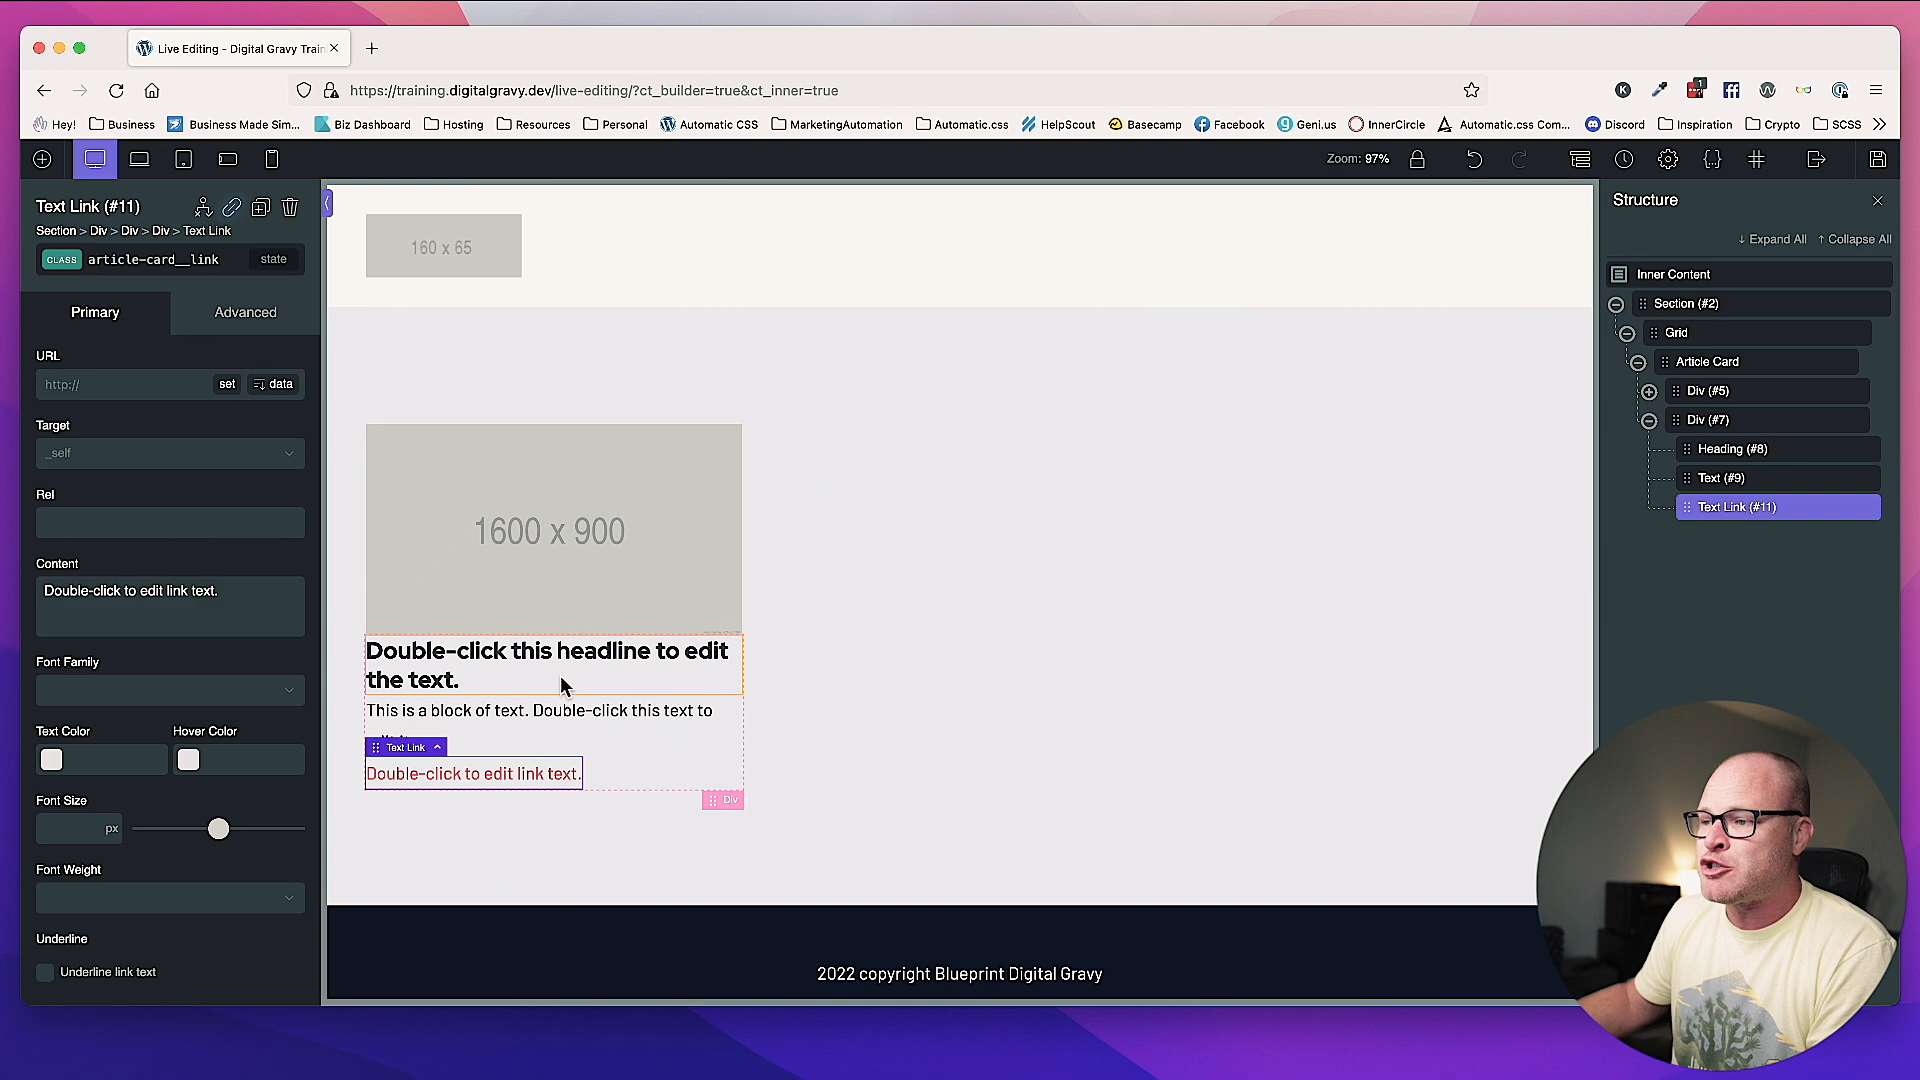 Live Editing - Digital Gravy Train
https://training.digitalgravy.dev/live-editing/?ct_builder=true&ct_inner=true
Hey!
Business
Business Made Sim...
Biz Dashboard
Hosting
Resources
Personal
Automatic CSS
MarketingAutomation
Automatic.css
HelpScout
Basecamp
Facebook
Geni.us
InnerCircle
Automatic.css Com...
Discord
Inspiration
Crypto
SCSS
Zoom: 97%
Text Link (#11)
Section > Div > Div > Div > Text Link
CLASS article-card__link state
Primary
Advanced
URL
http:// set data
Target
_self
Rel
Content
Double-click to edit link text.
Font Family
Text Color
Hover Color
Font Size
px
Font Weight
Underline
Underline link text
160 x 65
1600 x 900
Double-click this headline to edit
the text.
This is a block of text. Double-click this text to
Text Link
Double-click to edit link text.
Div
2022 copyright Blueprint Digital Gravy
Structure
Expand All
Collapse All
Inner Content
Section (#2)
Grid
Article Card
Div (#5)
Div (#7)
Heading (#8)
Text (#9)
Text Link (#11)